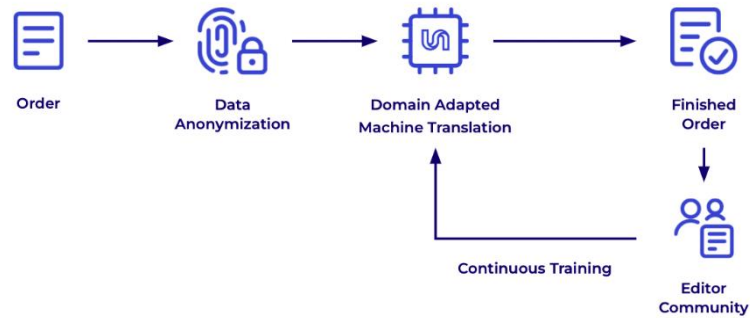 Order
Data
Anonymization
Domain Adapted
Machine Translation
Finished
Order
Continuous Training
Editor
Community